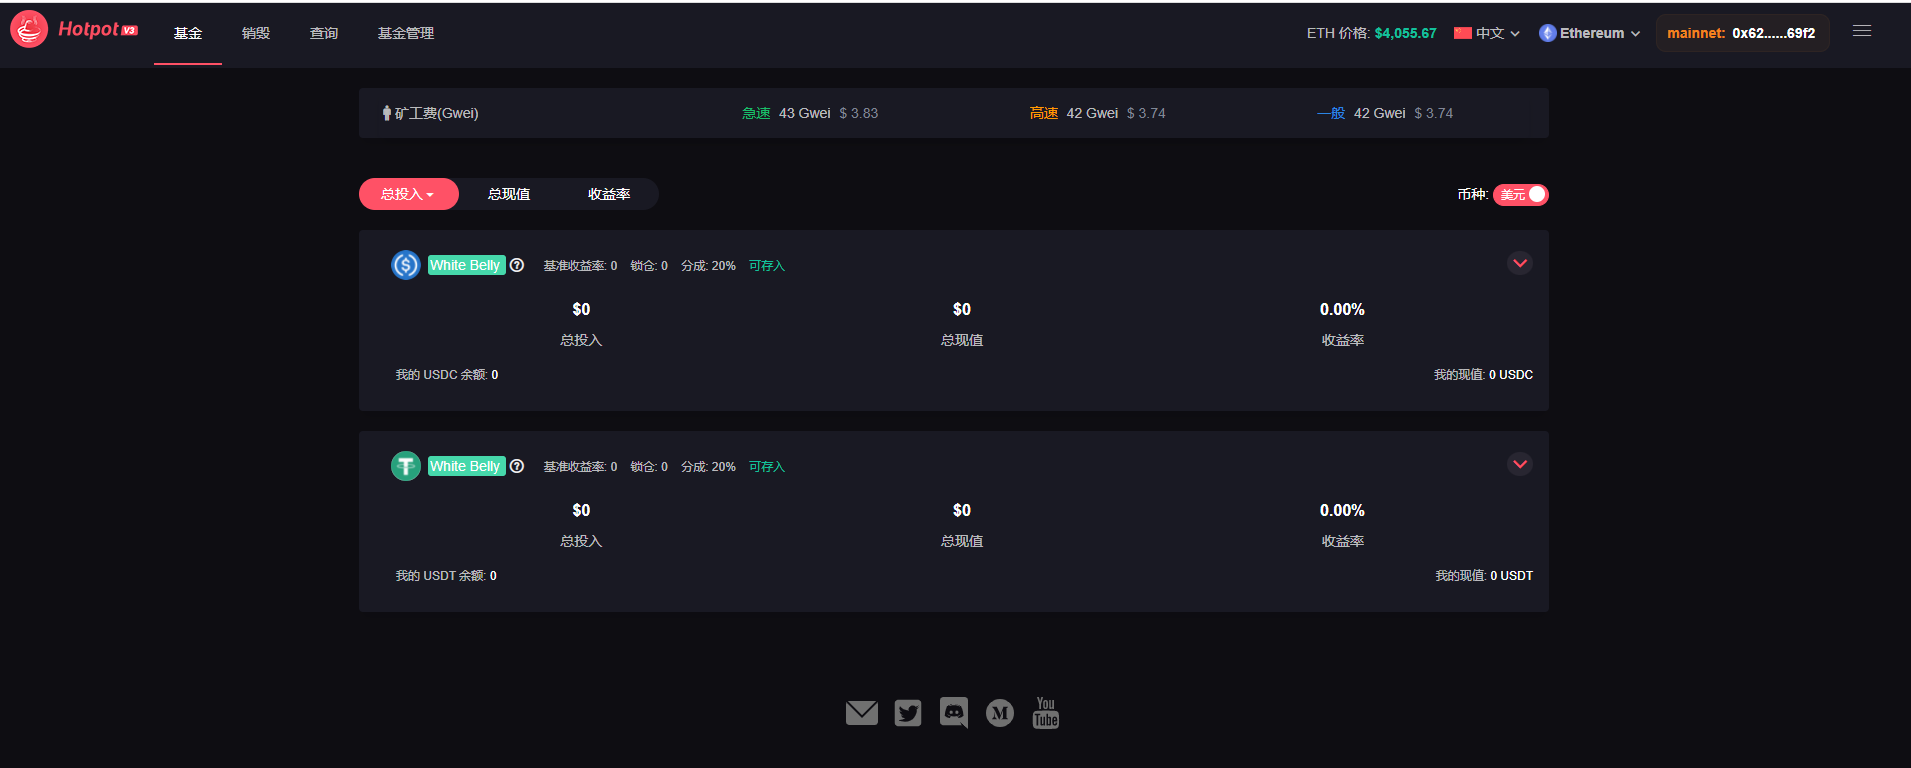 Hotpot V3 基金 销毁 查询 基金管理 ETH 价格: $4,055.67 中文 Ethereum mainnet: 0x62......69f2
矿工费(Gwei) 急速 43 Gwei $ 3.83 高速 42 Gwei $ 3.74 一般 42 Gwei $ 3.74
总投入 总现值 收益率 币种: 美元
White Belly ? 基准收益率: 0 锁仓: 0 分成: 20% 可存入
$0 $0 0.00%
总投入 总现值 收益率
我的 USDC 余额: 0 我的现值: 0 USDC
White Belly ? 基准收益率: 0 锁仓: 0 分成: 20% 可存入
$0 $0 0.00%
总投入 总现值 收益率
我的 USDT 余额: 0 我的现值: 0 USDT
M You
Tube